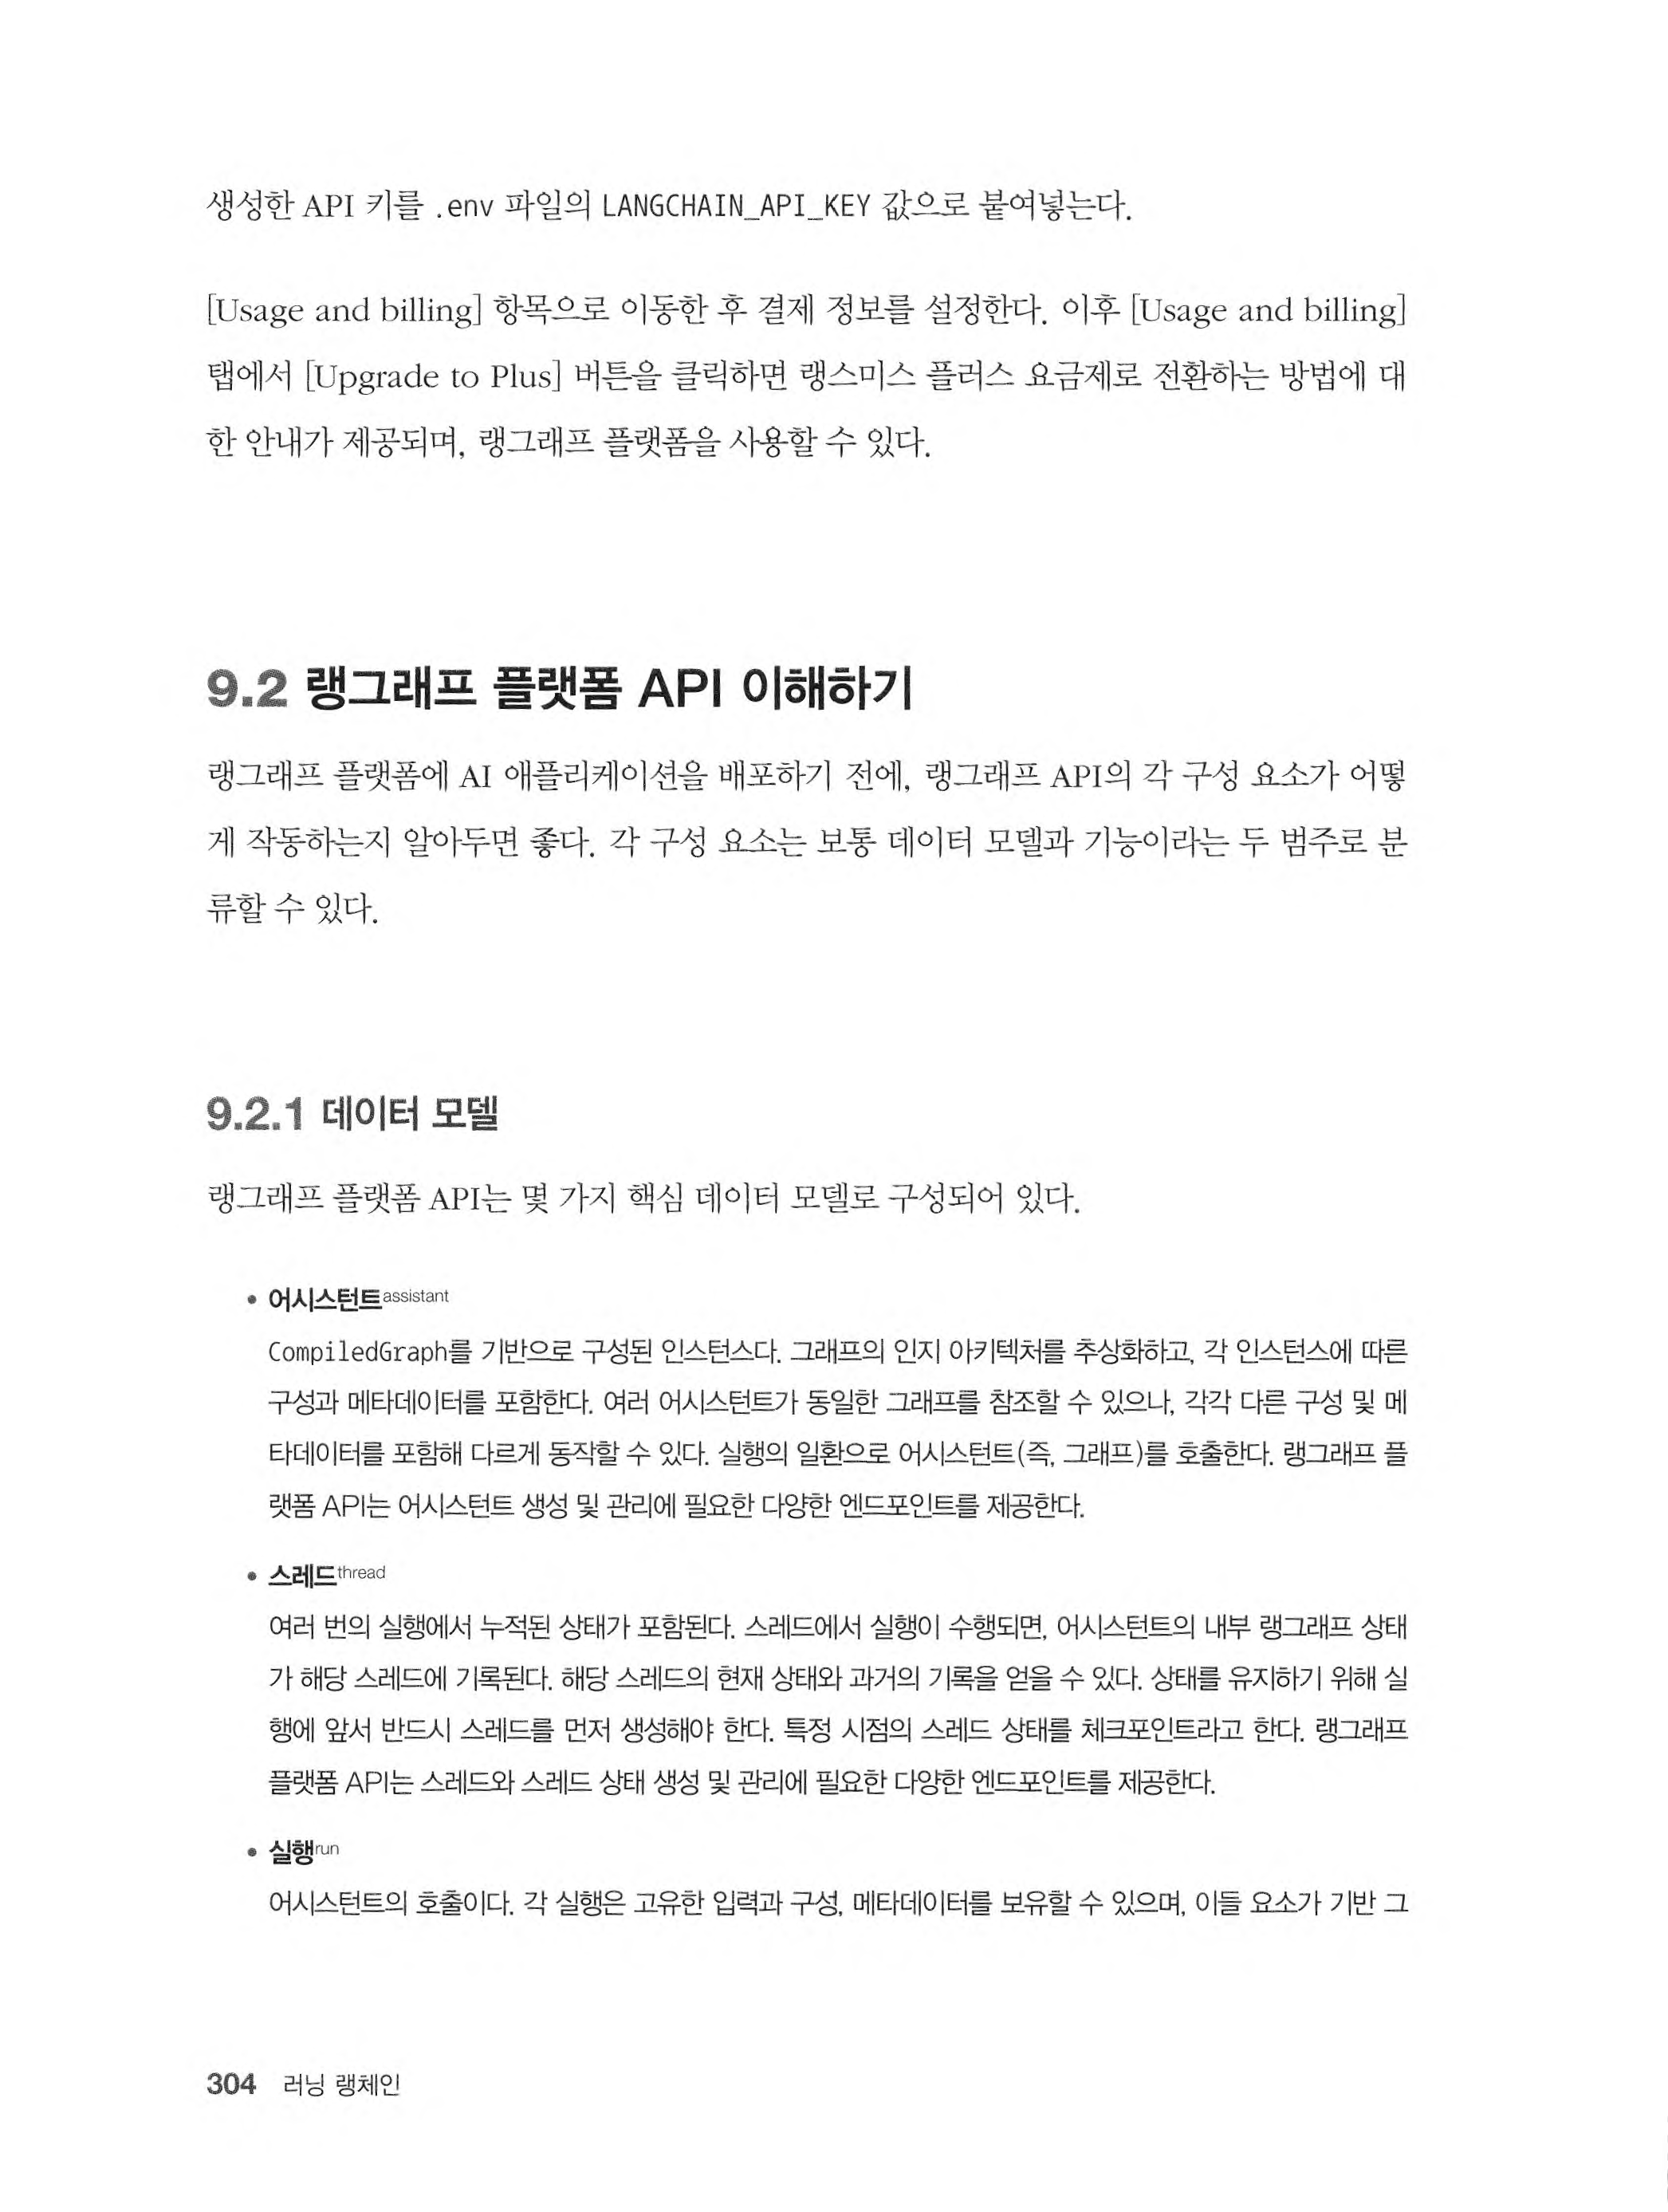 생성한 API 키를 .env 파일의 LANGCHAIN_API_KEY 값으로 붙여넣는다.
[Usage and billing] 항목으로 이동한 후 결제 정보를 설정한다. 이후 [Usage and billing]
탭에서 [Upgrade to Plus] 버튼을 클릭하면 랭스미스 플러스 요금제로 전환하는 방법에 대
한 안내가 제공되며, 랭그래프 플랫폼을 사용할 수 있다.
9.2 랭그래프 플랫폼 API 이해하기
랭그래프 플랫폼에 AI 애플리케이션을 배포하기 전에, 랭그래프 API의 각 구성 요소가 어떻
게 작동하는지 알아두면 좋다. 각 구성 요소는 보통 데이터 모델과 기능이라는 두 범주로 분
류할 수 있다.
9.2.1 데이터 모델
랭그래프 플랫폼 API는 몇 가지 핵심 데이터 모델로 구성되어 있다.
• 어시스턴트assistant
CompiledGraph를 기반으로 구성된 인스턴스다. 그래프의 인지 아키텍처를 추상화하고, 각 인스턴스에 따른
구성과 메타데이터를 포함한다. 여러 어시스턴트가 동일한 그래프를 참조할 수 있으나, 각각 다른 구성 및 메
타데이터를 포함해 다르게 동작할 수 있다. 실행의 일환으로 어시스턴트(즉, 그래프)를 호출한다. 랭그래프 플
랫폼 API는 어시스턴트 생성 및 관리에 필요한 다양한 엔드포인트를 제공한다.
• 스레드thread
여러 번의 실행에서 누적된 상태가 포함된다. 스레드에서 실행이 수행되면, 어시스턴트의 내부 랭그래프 상태
가 해당 스레드에 기록된다. 해당 스레드의 현재 상태와 과거의 기록을 얻을 수 있다. 상태를 유지하기 위해 실
행에 앞서 반드시 스레드를 먼저 생성해야 한다. 특정 시점의 스레드 상태를 체크포인트라고 한다. 랭그래프
플랫폼 API는 스레드와 스레드 상태 생성 및 관리에 필요한 다양한 엔드포인트를 제공한다.
• 실행run
어시스턴트의 호출이다. 각 실행은 고유한 입력과 구성, 메타데이터를 보유할 수 있으며, 이들 요소가 기반 그
304 러닝 랭체인